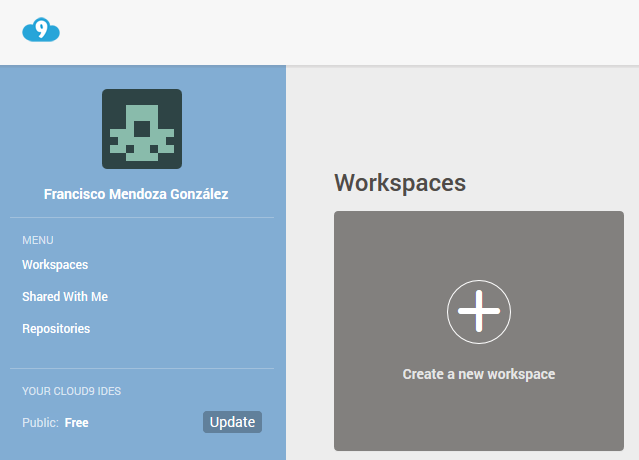 9
Francisco Mendoza González
MENU
Workspaces
Shared With Me
Repositories
YOUR CLOUD9 IDES
Public: Free
Update
Workspaces
Create a new workspace